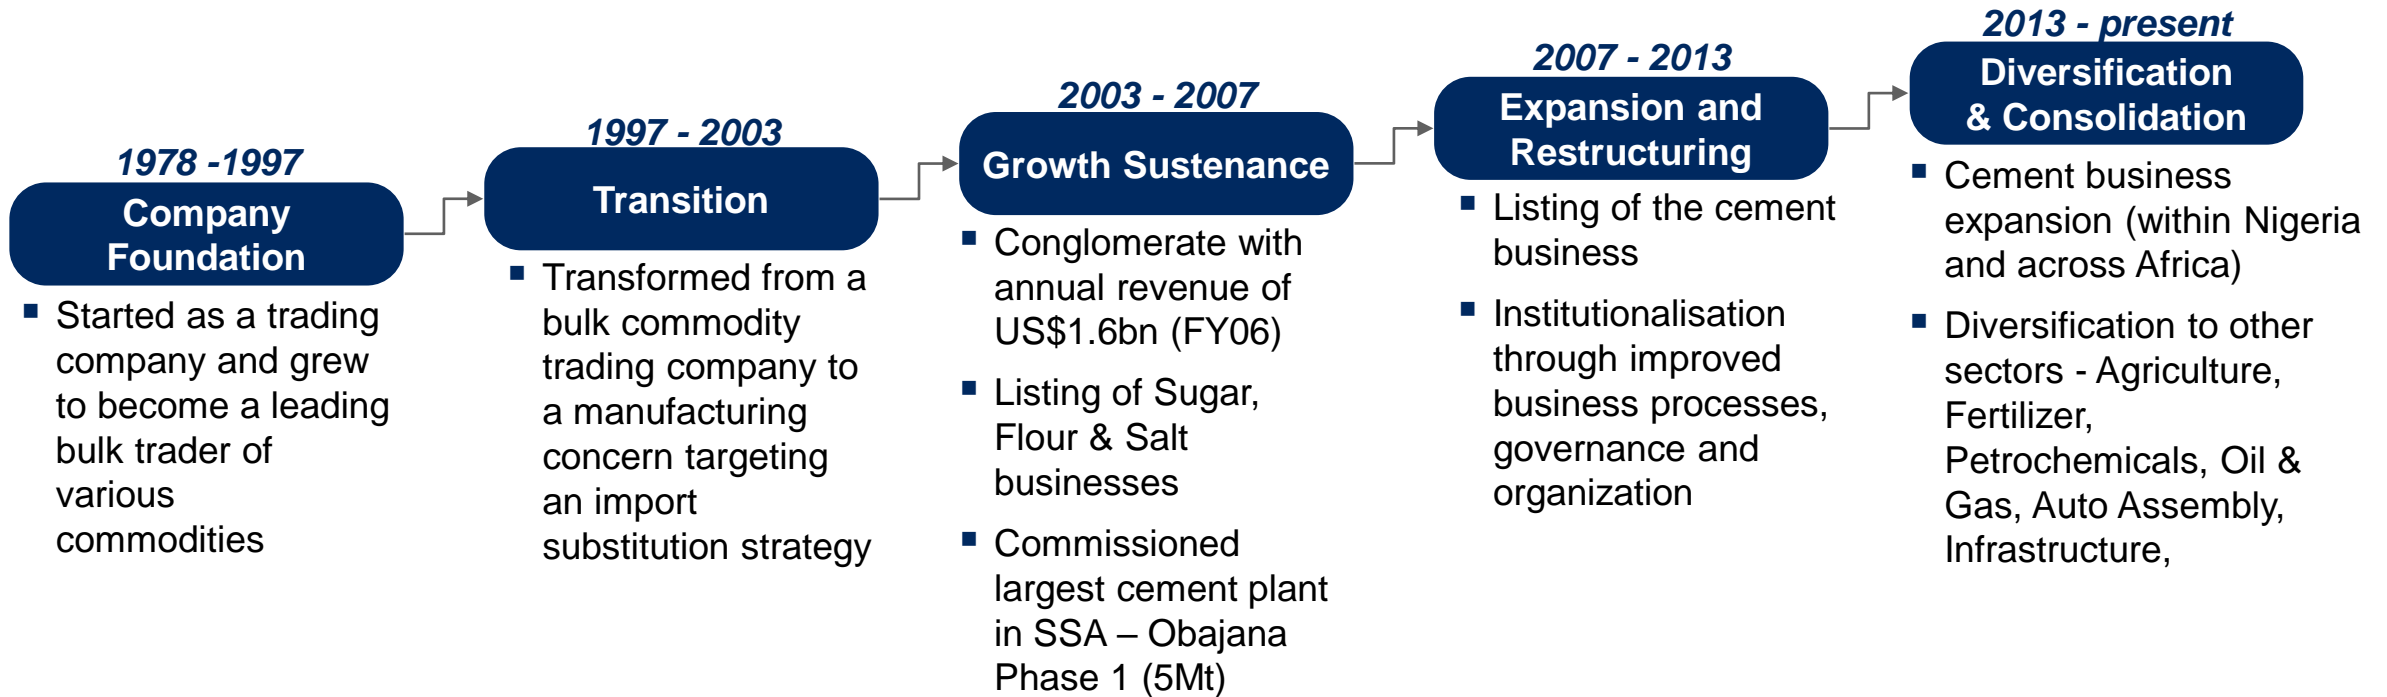 1978 -1997
Company
Foundation
■ Started as a trading
company and grew
to become a leading
bulk trader of
various
commodities
1997 - 2003
Transition
■ Transformed from a
bulk commodity
trading company to
a manufacturing
concern targeting
an import
substitution strategy
2003 - 2007
Growth Sustenance
■ Conglomerate with
annual revenue of
US$1.6bn (FY06)
■ Listing of Sugar,
Flour & Salt
businesses
■ Commissioned
largest cement plant
in SSA – Obajana
Phase 1 (5Mt)
2007 - 2013
Expansion and
Restructuring
■ Listing of the cement
business
■ Institutionalisation
through improved
business processes,
governance and
organization
2013 - present
Diversification
& Consolidation
■ Cement business
expansion (within Nigeria
and across Africa)
■ Diversification to other
sectors - Agriculture,
Fertilizer,
Petrochemicals, Oil &
Gas, Auto Assembly,
Infrastructure,